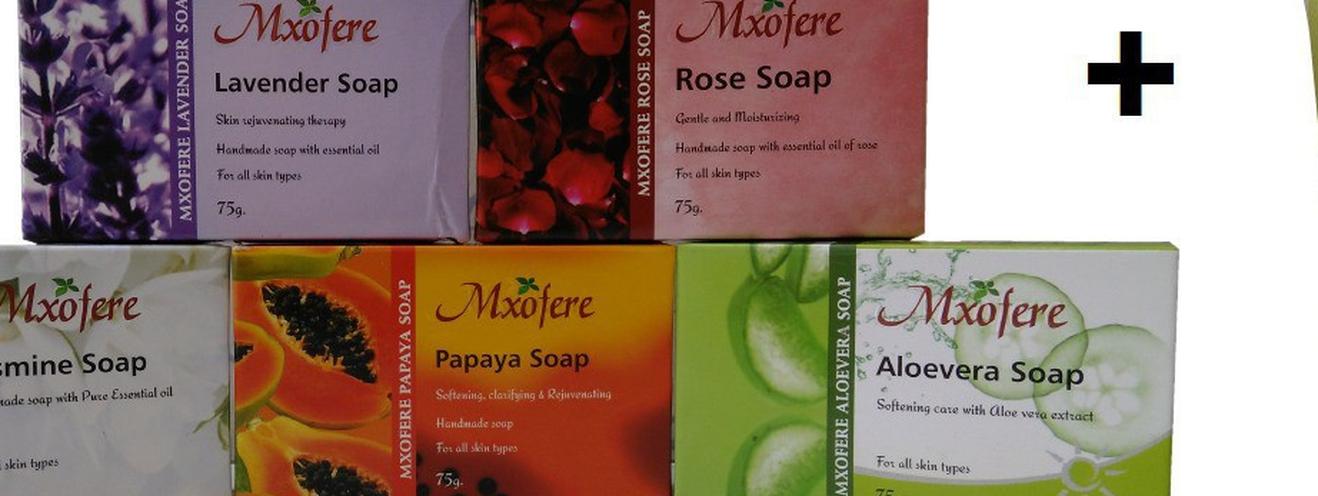 MXOFERE LAVENDER SOA
Mxofere
Lavender Soap
Skin rejuvenating therapy
Handmade soap with essential oil
For all skin types
75g.
MXOFERE ROSE SOAP
Mxofere
Rose Soap
Gentle and Moisturizing
Handmade soap with essential oil of rose
For all skin types
75g.
+
Mxofere
smine Soap
made soap with Pure Essential oil
skin types
MXOFERE PAPAYA SOAP
Mxofere
Papaya Soap
Softening, clarifying & Rejuvenating
Handmade soap
For all skin types
75g.
MXOFERE ALOEVERA SOAP
Mxofere
Aloevera Soap
Softening care with Aloe vera extract
For all skin types
75